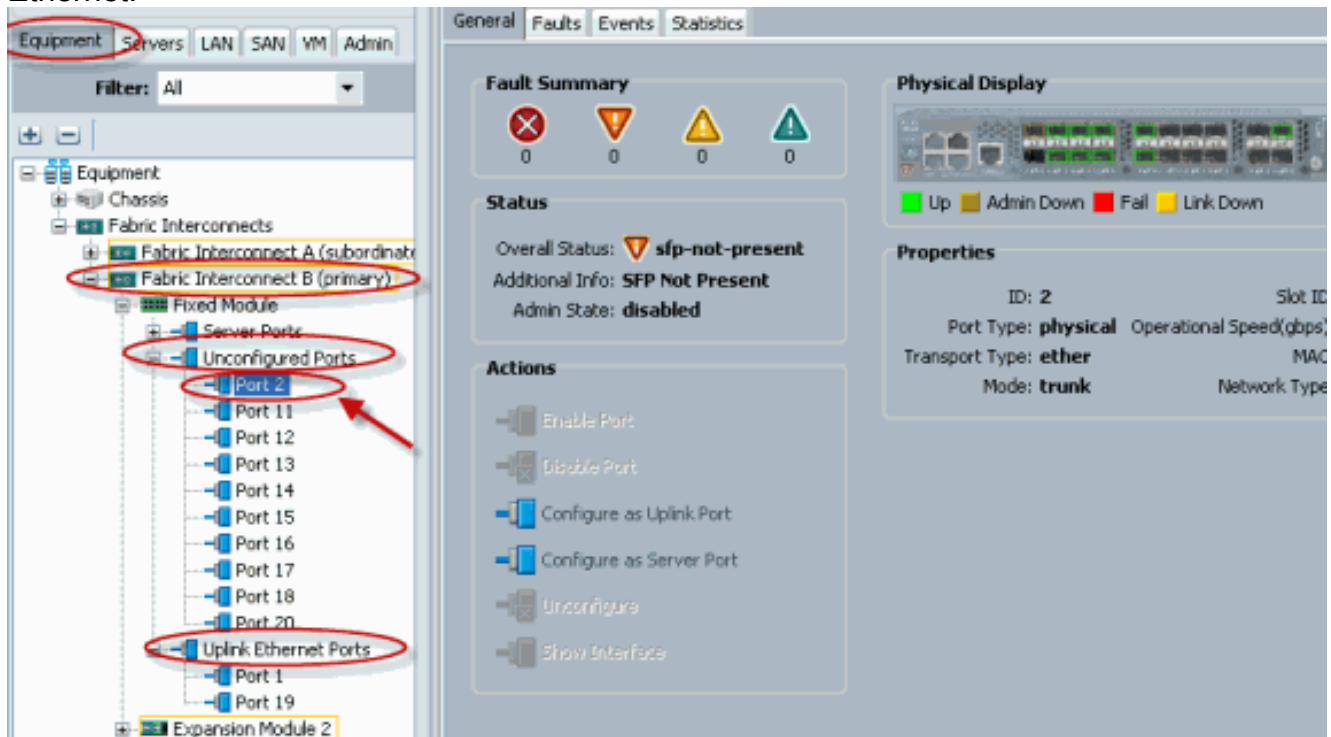 Ethernet.
Equipment Servers LAN SAN VM Admin
Filter: All
Equipment
Chassis
Fabric Interconnects
Fabric Interconnect A (subordinate
Fabric Interconnect B (primary)
Fixed Module
Server Ports
Unconfigured Ports
Port 2
Port 11
Port 12
Port 13
Port 14
Port 15
Port 16
Port 17
Port 18
Port 20
Uplink Ethernet Ports
Port 1
Port 19
Expansion Module 2
General Faults Events Statistics
Fault Summary
0 0 0 0
Status
Overall Status: sfp-not-present
Additional Info: SFP Not Present
Admin State: disabled
Actions
Enable Port
Disable Port
Configure as Uplink Port
Configure as Server Port
Unconfigure
Show Interface
Physical Display
Up Admin Down Fail Link Down
Properties
ID: 2 Slot ID
Port Type: physical Operational Speed(gbps)
Transport Type: ether MAC
Mode: trunk Network Type